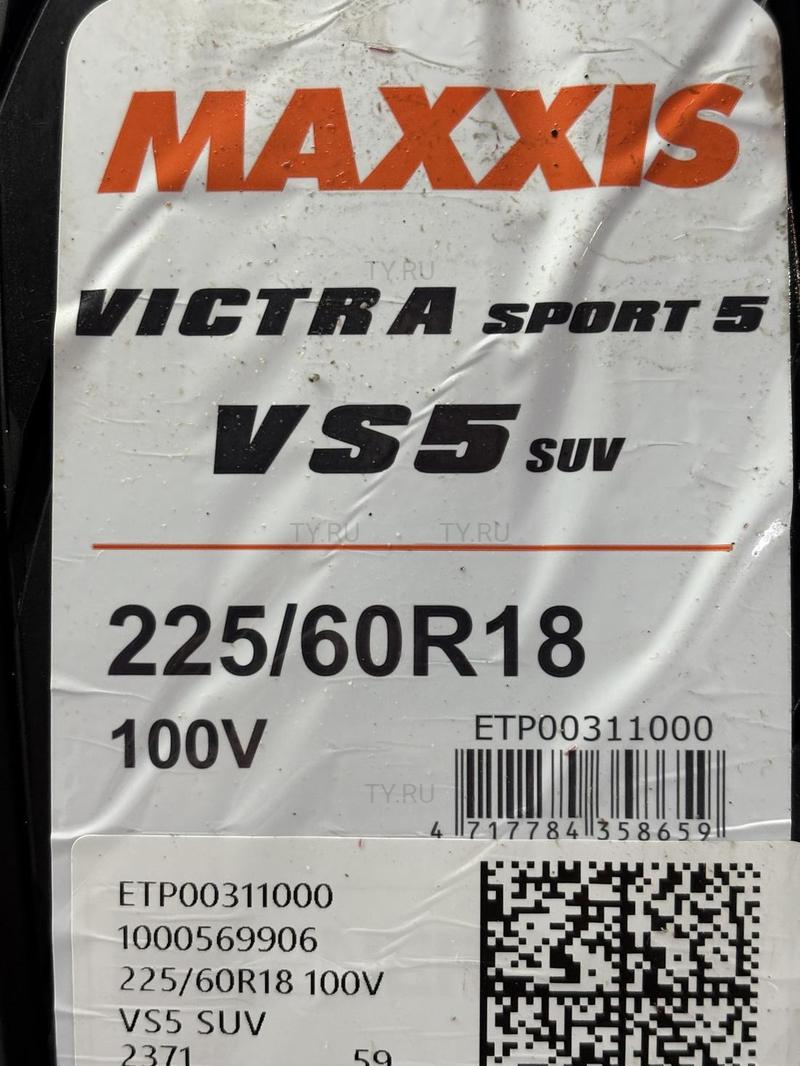 MAXXIS
TY.RU
VICTRA SPORT 5
VS5 SUV
TY.RU TY.RU
225/60R18
100V
ETP00311000
TY.RU
4 717784 358659
ETP00311000
1000569906
225/60R18 100V
VS5 SUV
2371 59